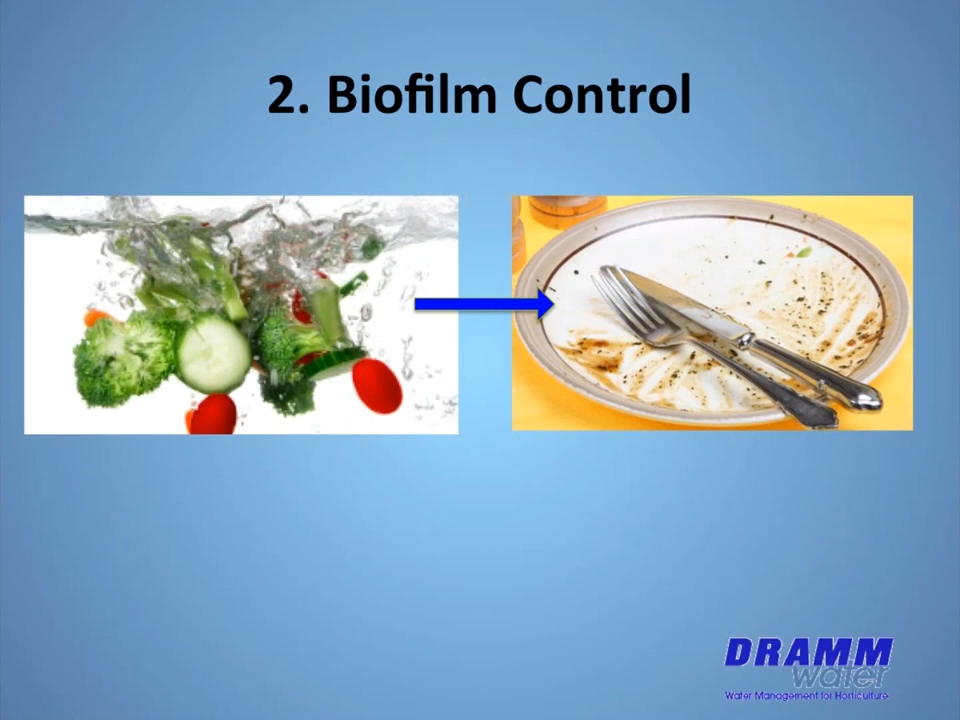 2. Biofilm Control
DRAMM
water
Water Management for Horticulture